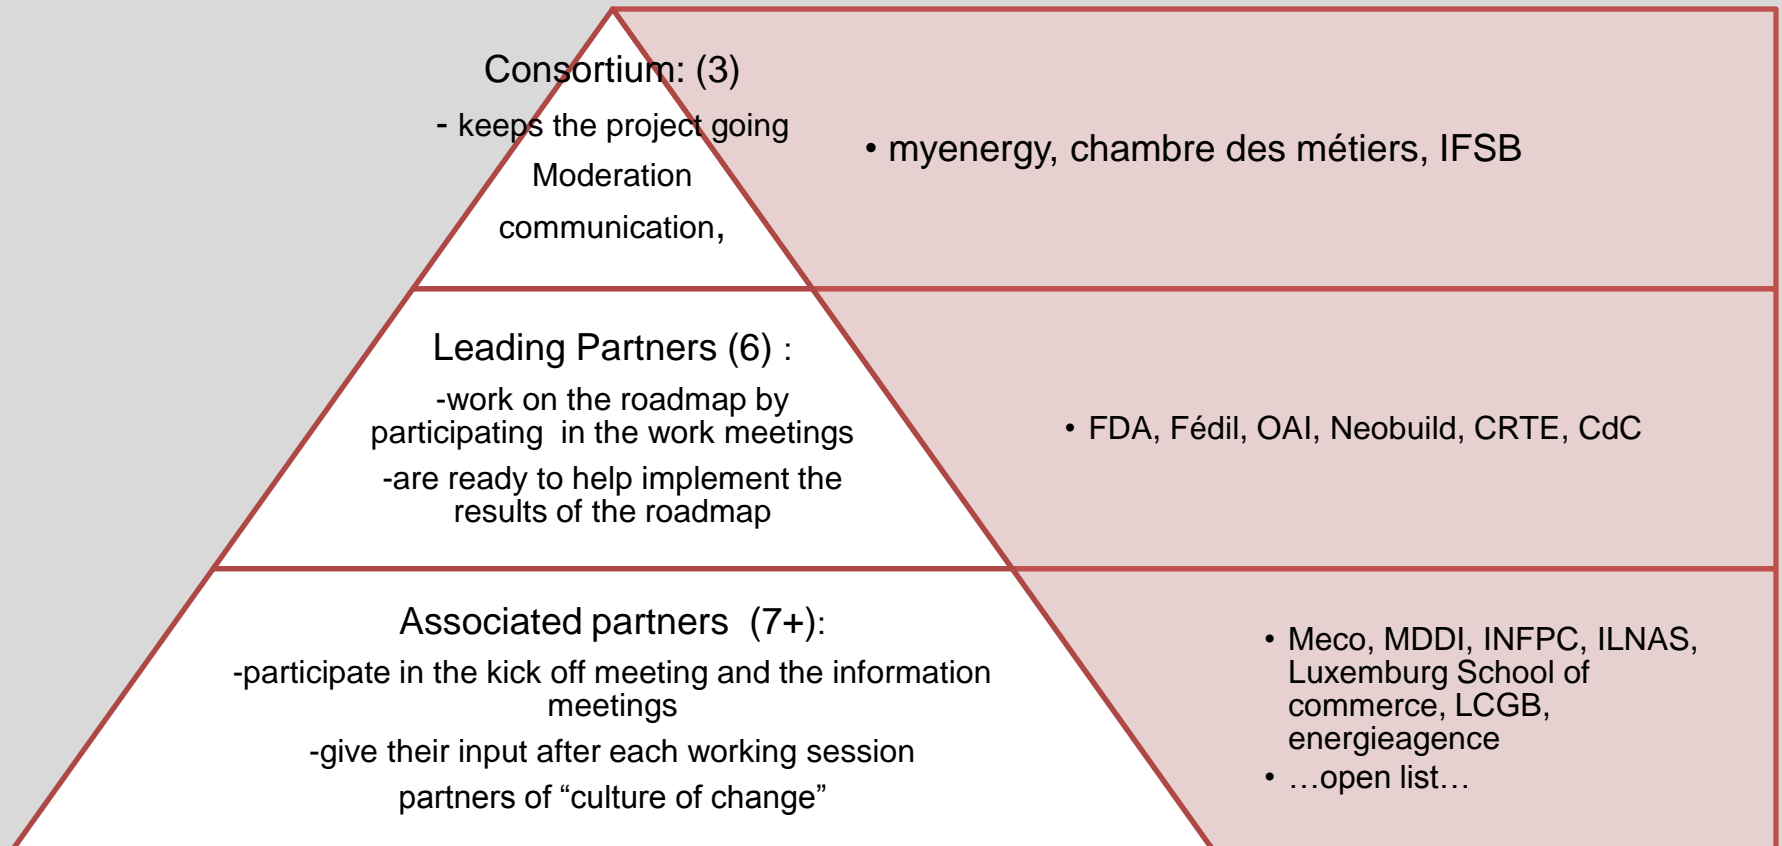 Consortium: (3)
- keeps the project going
Moderation
communication,
• myenergy, chambre des métiers, IFSB
Leading Partners (6) :
-work on the roadmap by
participating in the work meetings
-are ready to help implement the
results of the roadmap
• FDA, Fédil, OAI, Neobuild, CRTE, CdC
Associated partners (7+):
-participate in the kick off meeting and the information
meetings
-give their input after each working session
partners of “culture of change”
• Meco, MDDI, INFPC, ILNAS,
Luxemburg School of
commerce, LCGB,
energieagence
• …open list…